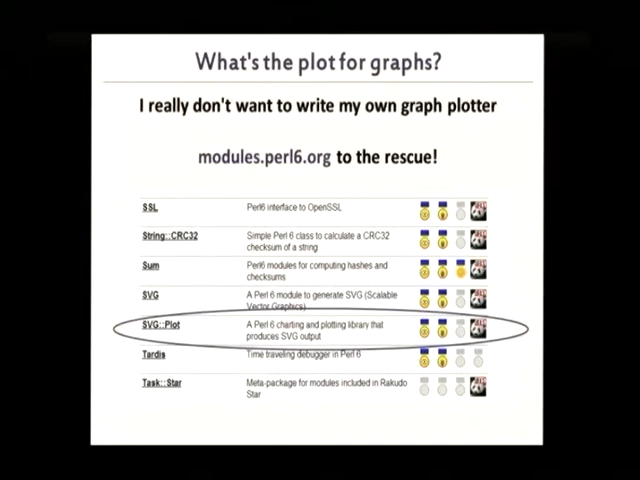 What's the plot for graphs?
I really don't want to write my own graph plotter
modules.perl6.org to the rescue!
SSL Perl6 interface to OpenSSL
String::CRC32 Simple Perl 6 class to calculate a CRC32
checksum of a string
Sum Perl6 modules for computing hashes and
checksums
SVG A Perl 6 module to generate SVG (Scalable
Vector Graphics)
SVG::Plot A Perl 6 charting and plotting library that
produces SVG output
Tardis Time traveling debugger in Perl 6
Task::Star Meta-package for modules included in Rakudo
Star